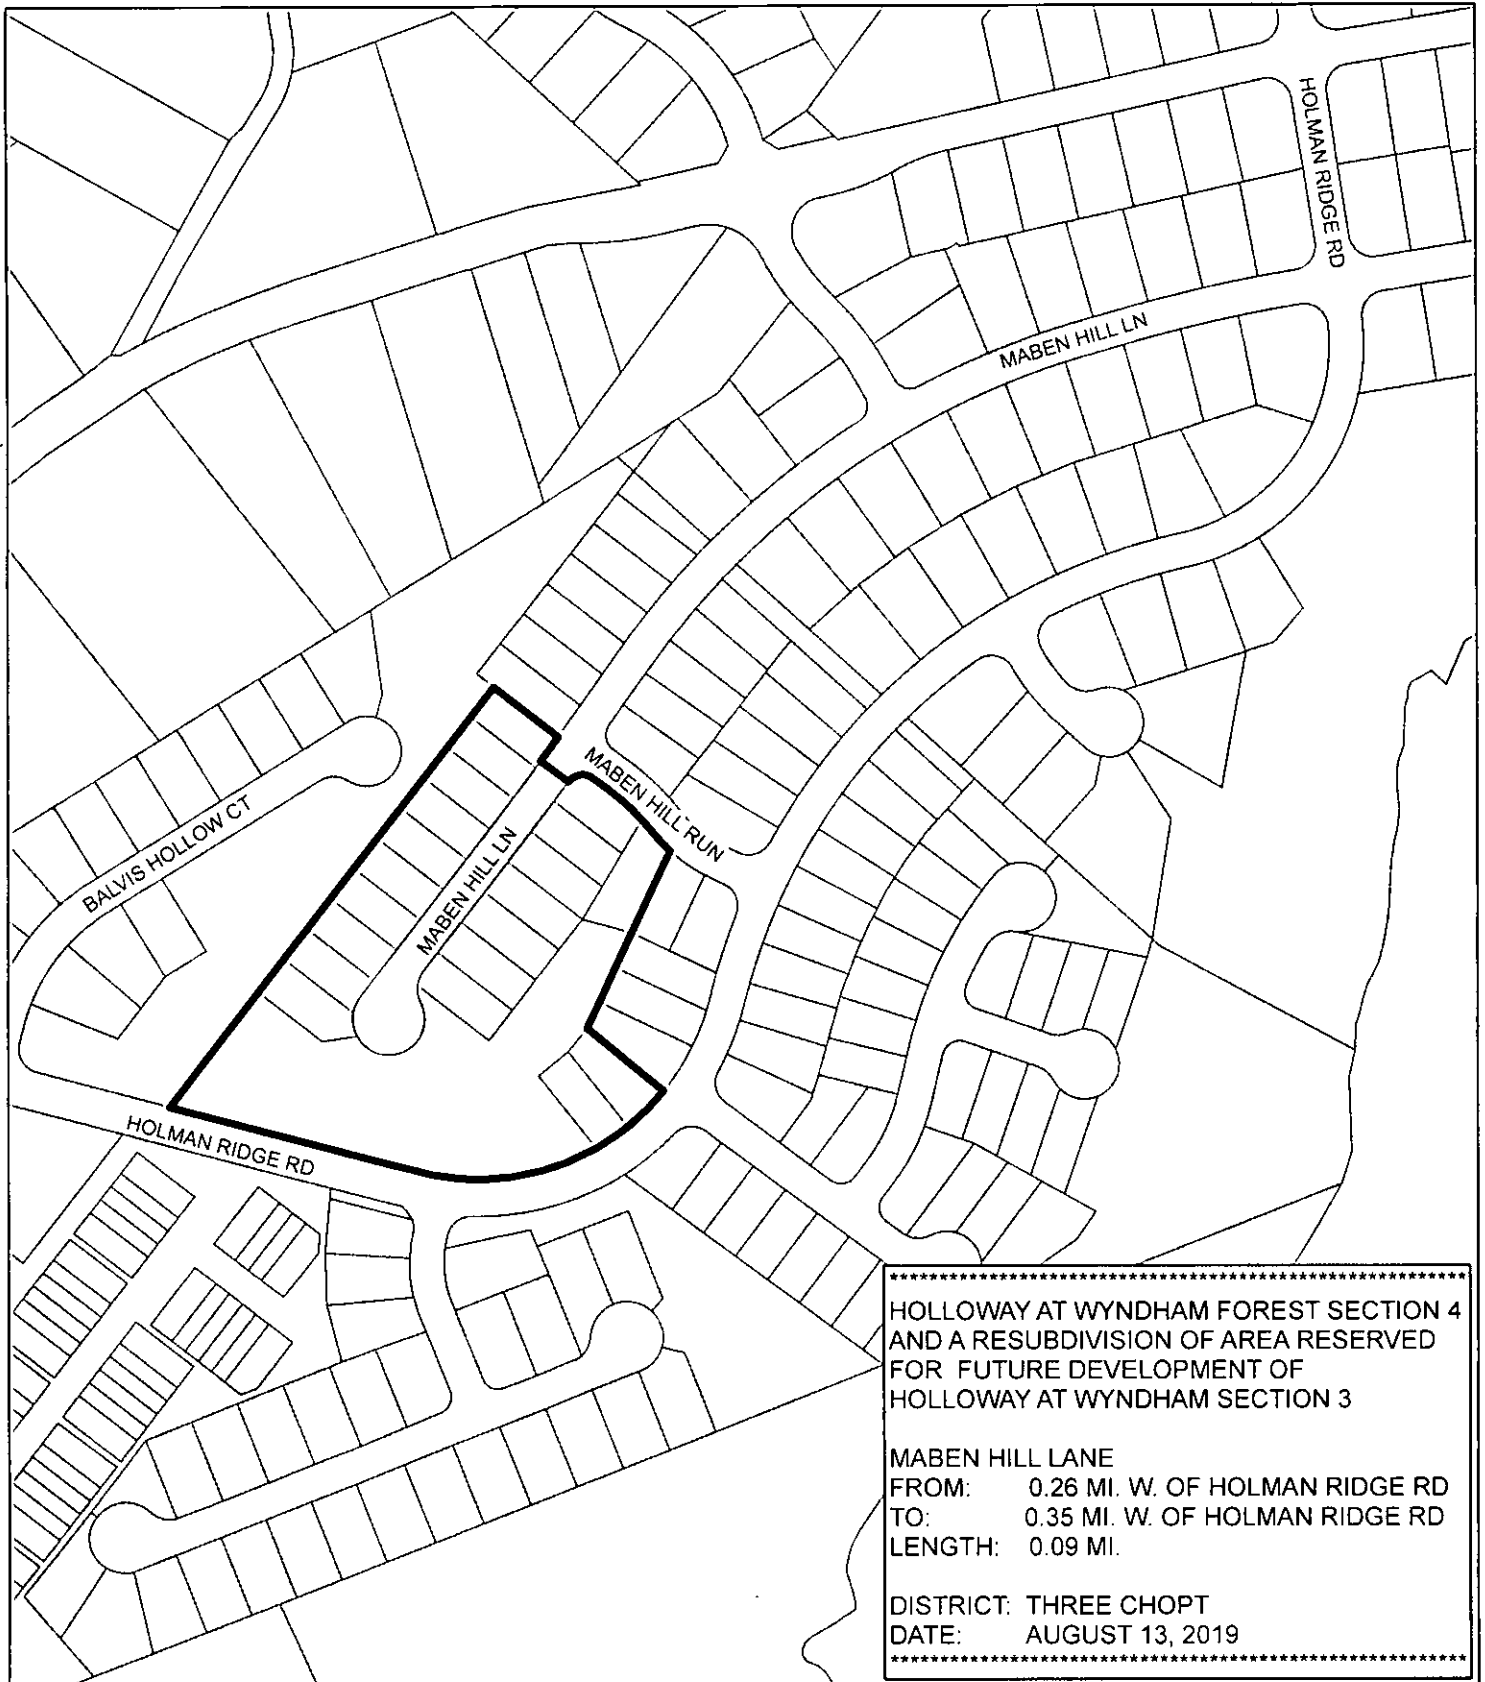 HOLMAN RIDGE RD
MABEN HILL LN
MABEN HILL RUN
BALVIS HOLLOW CT
MABEN HILL LN
HOLMAN RIDGE RD
************************************************************
HOLLOWAY AT WYNDHAM FOREST SECTION 4
AND A RESUBDIVISION OF AREA RESERVED
FOR FUTURE DEVELOPMENT OF
HOLLOWAY AT WYNDHAM SECTION 3
MABEN HILL LANE
FROM: 0.26 MI. W. OF HOLMAN RIDGE RD
TO: 0.35 MI. W. OF HOLMAN RIDGE RD
LENGTH: 0.09 MI.
DISTRICT: THREE CHOPT
DATE: AUGUST 13, 2019
************************************************************